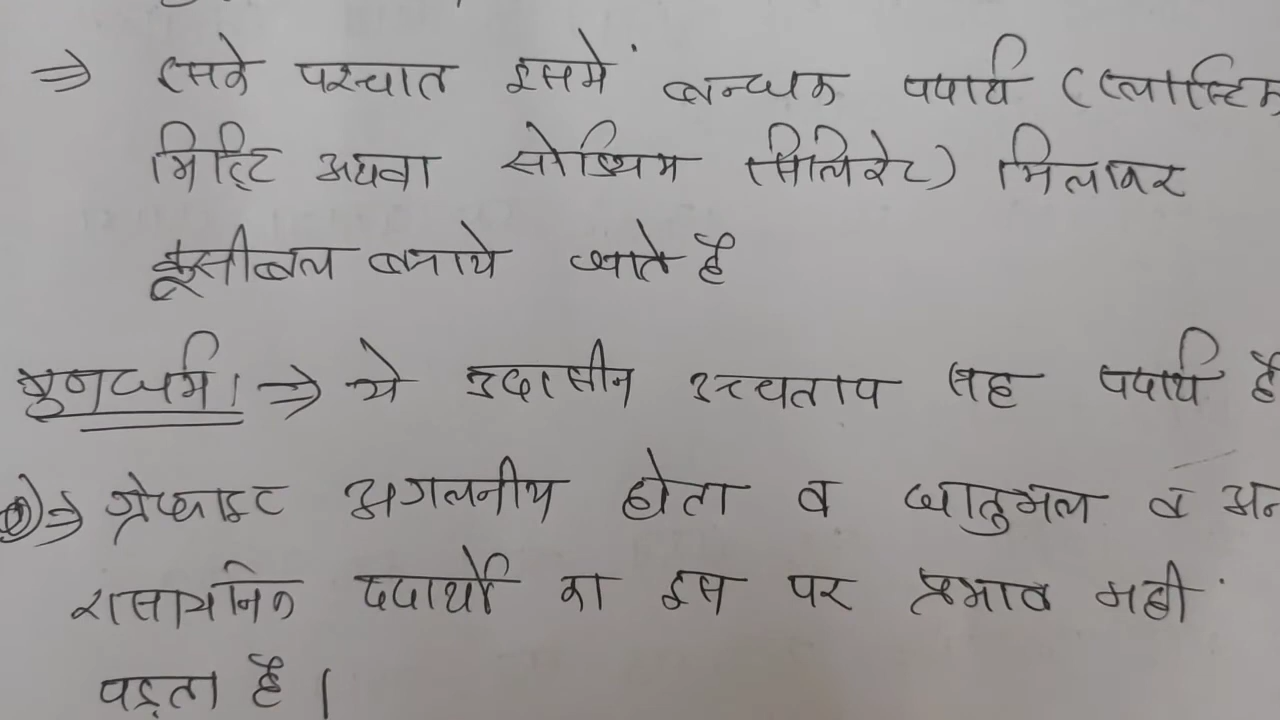 ⇒ इसके पश्चात इसमें बन्धक पदार्थ (प्लास्टिक
मिट्टि अथवा सोडियम सिलिकेट) मिलाकर
क्रूसीबल बनाये जाते है
गुणधर्म। ⇒ ये उदासीन उच्चताप सह पदार्थ है
⇒ ग्रेफाइट अगलनीय होता व धातुमल व अन
रासायनिक पदार्थो का इस पर प्रभाव नही
पड़ता है।